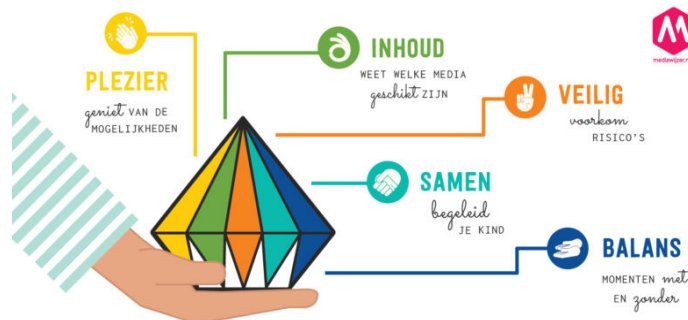 PLEZIER
geniet VAN DE
MOGELIJKHEDEN
INHOUD
WEET WELKE MEDIA
geschikt ZIJN
VEILIG
voorkom
RISICO'S
SAMEN
begeleid
JE KIND
BALANS
MOMENTEN met
EN zonder
M